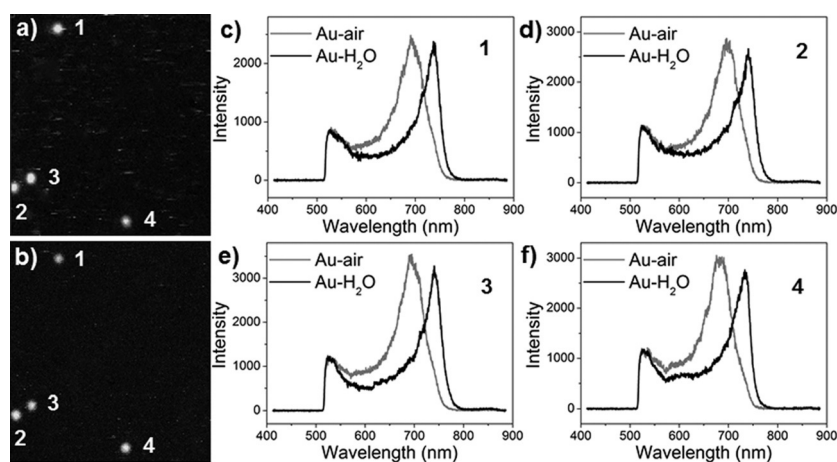 a)
1
3
2
4
b)
1
3
2
4
c)
Au-air
Au-H₂O
1
2000
1000
0
Intensity
400 500 600 700 800 900
Wavelength (nm)
d)
Au-air
Au-H₂O
2
3000
2000
1000
0
Intensity
400 500 600 700 800 900
Wavelength (nm)
e)
Au-air
Au-H₂O
3
3000
2000
1000
0
Intensity
400 500 600 700 800 900
Wavelength (nm)
f)
Au-air
Au-H₂O
4
3000
2000
1000
0
Intensity
400 500 600 700 800 900
Wavelength (nm)